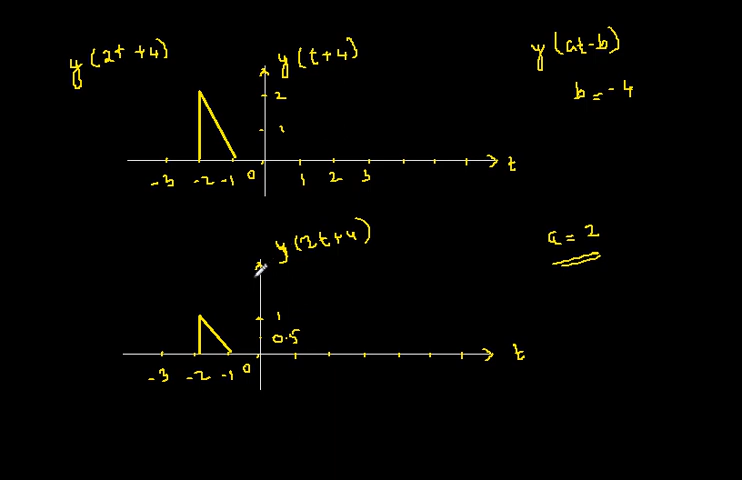 y(2t+4)
y(t+4)
y(at-b)
b=-4
2
1
-3 -2 -1 0 1 2 3 t
y(2t+4)
a=2
1
0.5
-3 -2 -1 0 t